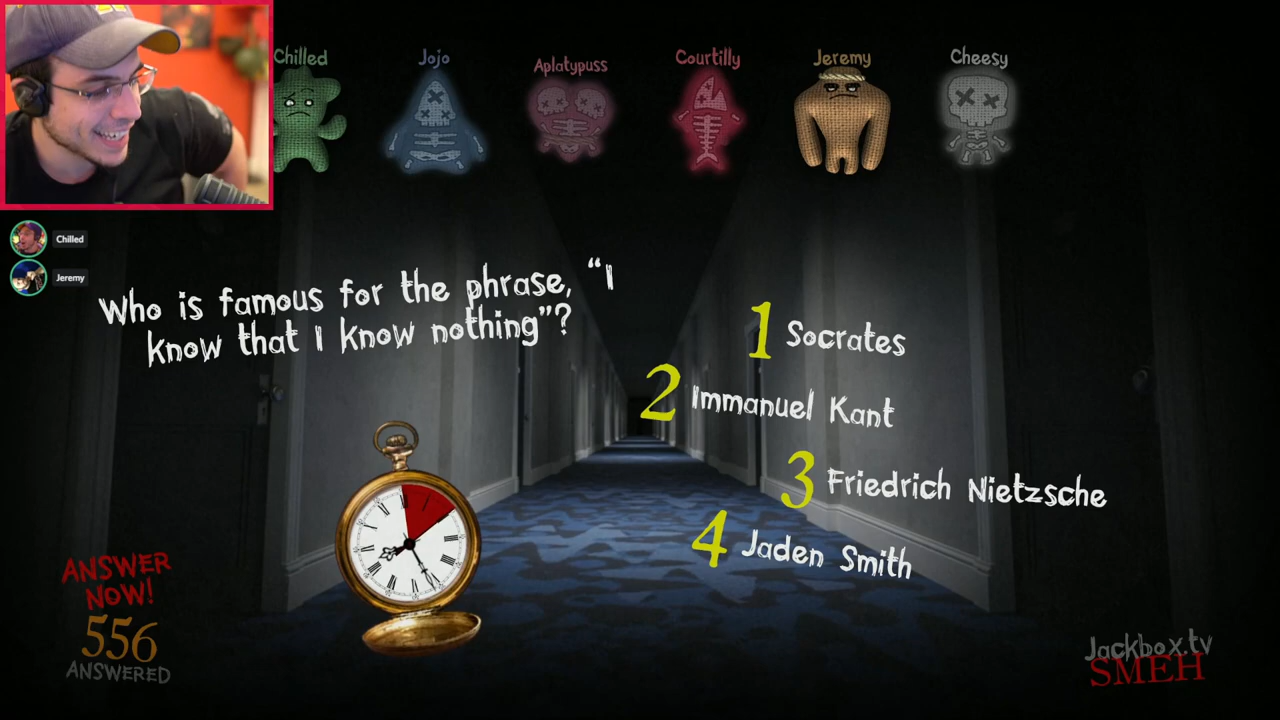 Chilled
Jojo
Aplatypuss
Courtilly
Jeremy
Cheesy
Chilled
Jeremy
Who is famous for the phrase, “I
know that I know nothing”?
1 Socrates
2 Immanuel Kant
3 Friedrich Nietzsche
4 Jaden Smith
ANSWER
NOW!
556
ANSWERED
Jackbox.tv
SMEH